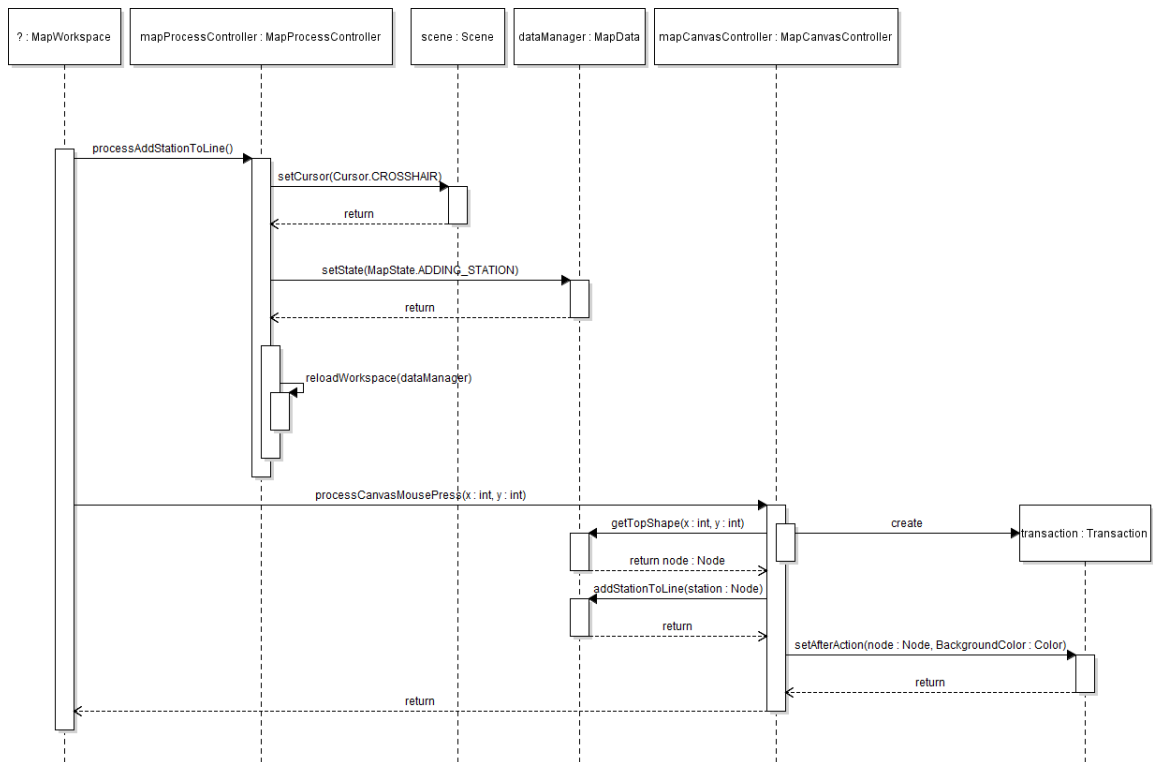 ? : MapWorkspace
mapProcessController : MapProcessController
scene : Scene
dataManager : MapData
mapCanvasController : MapCanvasController
processAddStationToLine()
setCursor(Cursor.CROSSHAIR)
return
setState(MapState.ADDING_STATION)
return
reloadWorkspace(dataManager)
processCanvasMousePress(x : int, y : int)
getTopShape(x : int, y : int)
create
transaction : Transaction
return node : Node
addStationToLine(station : Node)
return
setAfterAction(node : Node, BackgroundColor : Color)
return
return